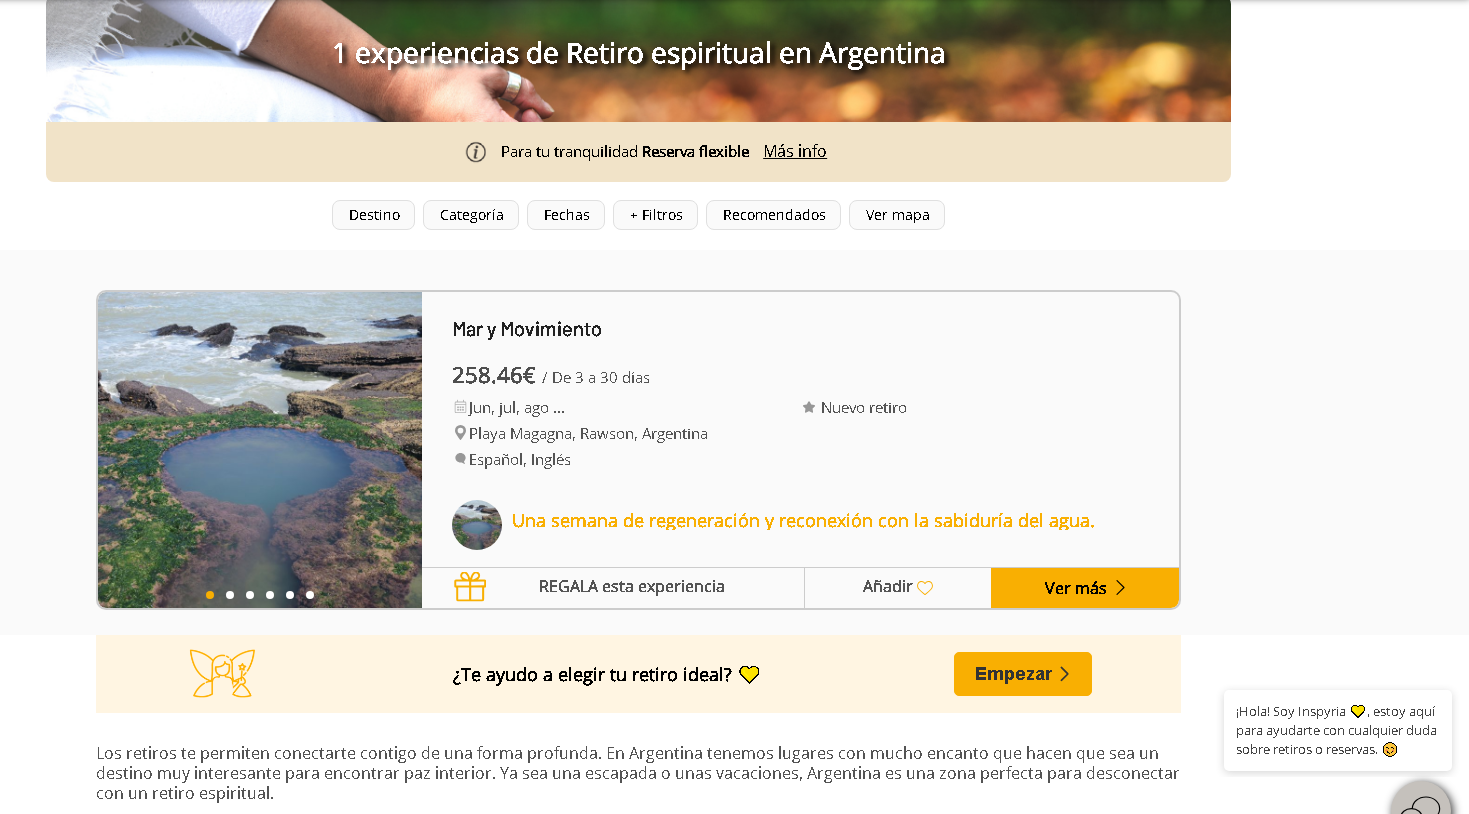 1 experiencias de Retiro espiritual en Argentina
Para tu tranquilidad Reserva flexible Más info
Destino
Categoría
Fechas
+ Filtros
Recomendados
Ver mapa
Mar y Movimiento
258.46€ / De 3 a 30 días
Jun, jul, ago ...
Nuevo retiro
Playa Magagna, Rawson, Argentina
Español, Inglés
Una semana de regeneración y reconexión con la sabiduría del agua.
REGALA esta experiencia
Añadir
Ver más
¿Te ayudo a elegir tu retiro ideal?
Empezar
¡Hola! Soy Inspyria 💛, estoy aquí
para ayudarte con cualquier duda
sobre retiros o reservas. 😊
Los retiros te permiten conectarte contigo de una forma profunda. En Argentina tenemos lugares con mucho encanto que hacen que sea un
destino muy interesante para encontrar paz interior. Ya sea una escapada o unas vacaciones, Argentina es una zona perfecta para desconectar
con un retiro espiritual.